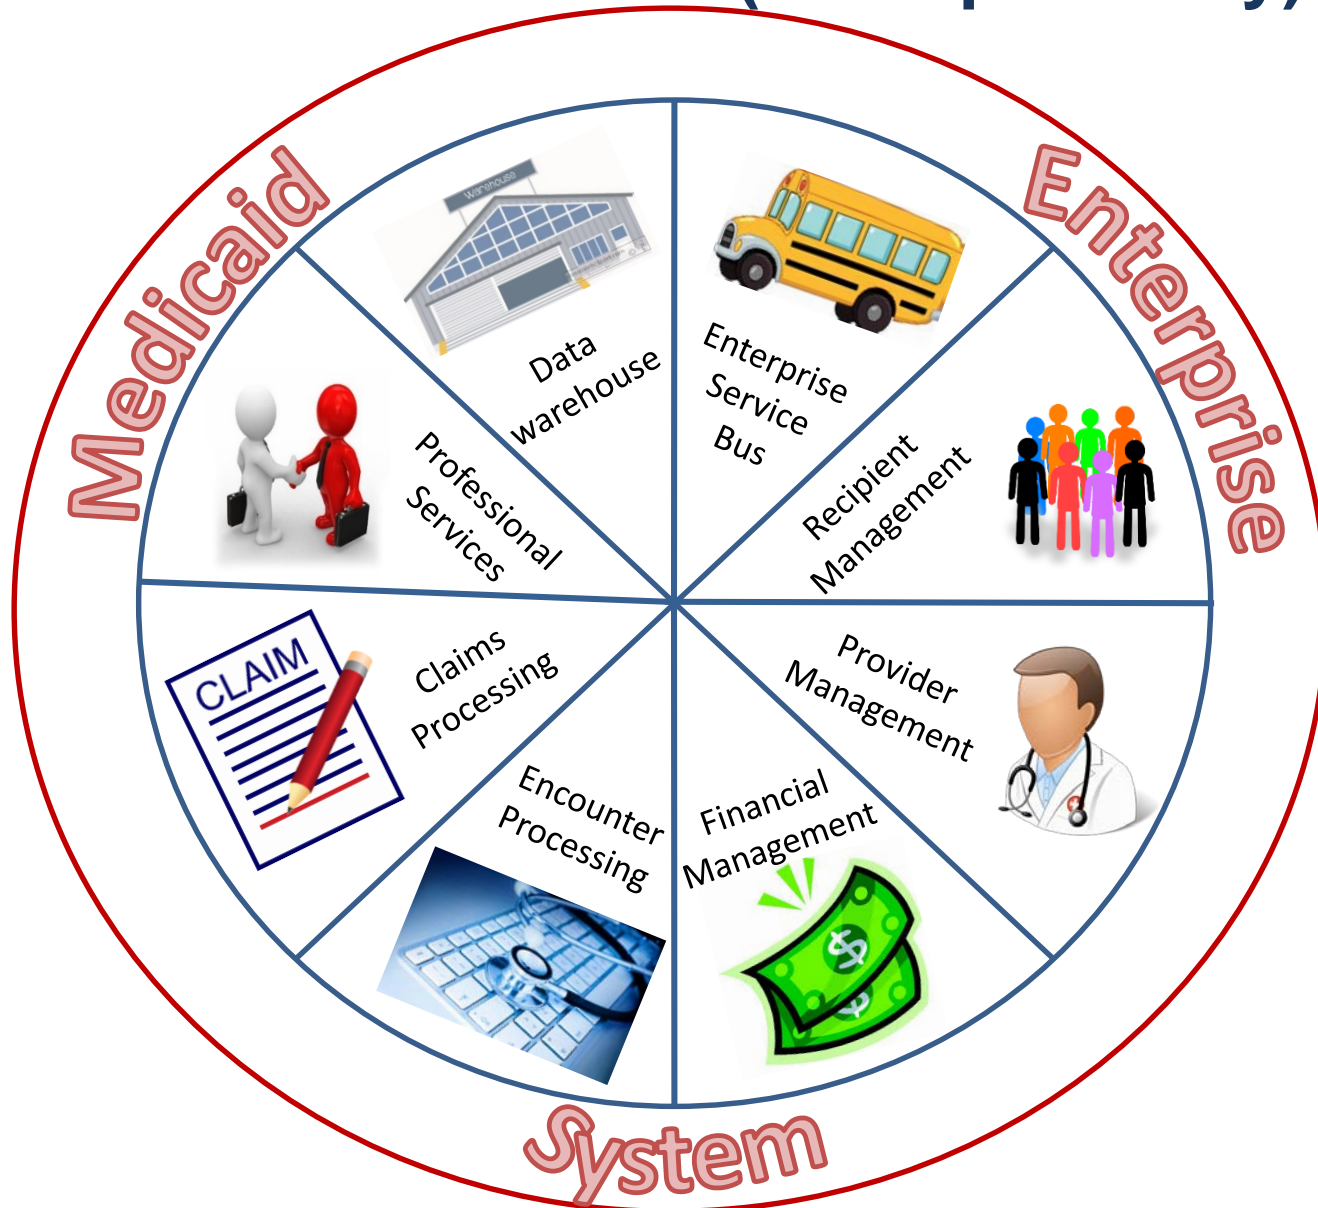 Medicaid
Enterprise
System
Warehouse
Data
warehouse
Enterprise
Service
Bus
Recipient
Management
Provider
Management
Financial
Management
$
$
Encounter
Processing
CLAIM
Claims
Processing
Professional
Services